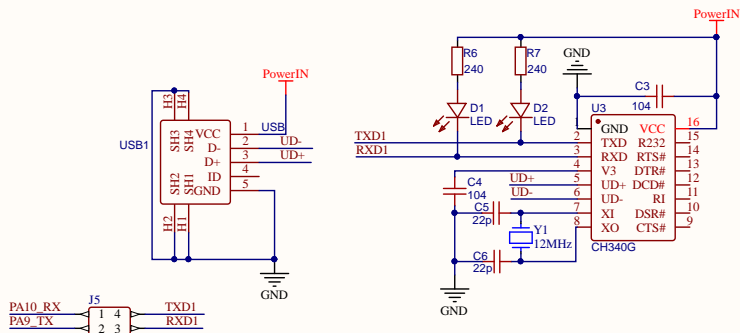 PowerIN
R6
R7
240
240
GND
PowerIN
C3
104
D1
LED
D2
LED
U3
H3
H4
USB
USB1
SH3
SH4
VCC
D-
D+
ID
GND
SH2
SH1
1
2
3
4
5
UD-
UD+
H2
H1
GND
TXD1
RXD1
C4
104
UD+
UD-
C5
22p
Y1
12MHz
C6
22p
GND
1
2
3
4
5
6
7
8
GND
TXD
RXD
V3
UD+
UD-
XI
XO
VCC
R232
RTS#
DTR#
DCD#
RI
DSR#
CTS#
16
15
14
13
12
11
10
9
CH340G
J5
PA10_RX
1
4
TXD1
PA9_TX
2
3
RXD1